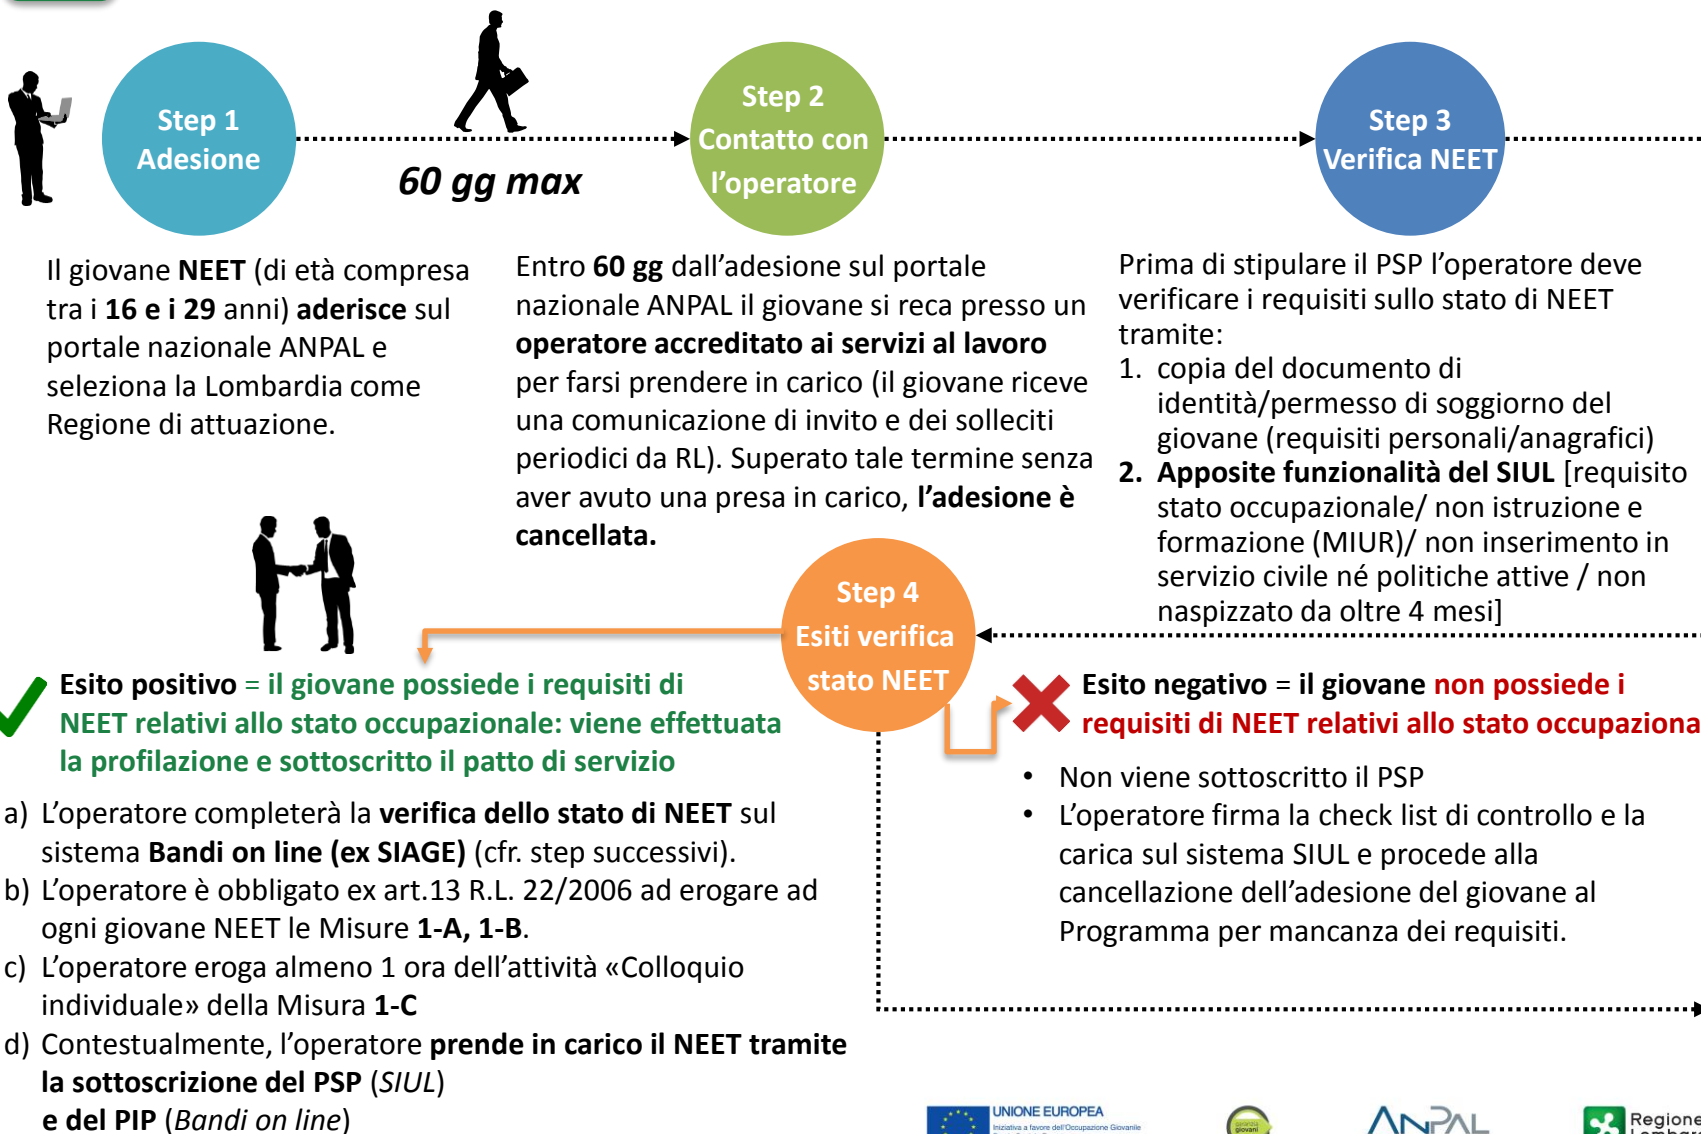 Step 1
Adesione
60 gg max
Step 2
Contatto con
l'operatore
Step 3
Verifica NEET
Il giovane NEET (di età compresa
tra i 16 e i 29 anni) aderisce sul
portale nazionale ANPAL e
seleziona la Lombardia come
Regione di attuazione.
Entro 60 gg dall'adesione sul portale
nazionale ANPAL il giovane si reca presso un
operatore accreditato ai servizi al lavoro
per farsi prendere in carico (il giovane riceve
una comunicazione di invito e dei solleciti
periodici da RL). Superato tale termine senza
aver avuto una presa in carico, l'adesione è
cancellata.
Prima di stipulare il PSP l'operatore deve
verificare i requisiti sullo stato di NEET
tramite:
1. copia del documento di
identità/permesso di soggiorno del
giovane (requisiti personali/anagrafici)
2. Apposite funzionalità del SIUL [requisito
stato occupazionale/ non istruzione e
formazione (MIUR)/ non inserimento in
servizio civile né politiche attive / non
naspizzato da oltre 4 mesi]
Step 4
Esiti verifica
stato NEET
Esito positivo = il giovane possiede i requisiti di
NEET relativi allo stato occupazionale: viene effettuata
la profilazione e sottoscritto il patto di servizio
a) L'operatore completerà la verifica dello stato di NEET sul
sistema Bandi on line (ex SIAGE) (cfr. step successivi).
b) L'operatore è obbligato ex art.13 R.L. 22/2006 ad erogare ad
ogni giovane NEET le Misure 1-A, 1-B.
c) L'operatore eroga almeno 1 ora dell'attività «Colloquio
individuale» della Misura 1-C
d) Contestualmente, l'operatore prende in carico il NEET tramite
la sottoscrizione del PSP (SIUL)
e del PIP (Bandi on line)
Esito negativo = il giovane non possiede i
requisiti di NEET relativi allo stato occupaziona
• Non viene sottoscritto il PSP
• L'operatore firma la check list di controllo e la
carica sul sistema SIUL e procede alla
cancellazione dell'adesione del giovane al
Programma per mancanza dei requisiti.
UNIONE EUROPEA
Iniziativa a favore dell'Occupazione Giovanile
garanzia
giovani
ANPAL
Regione